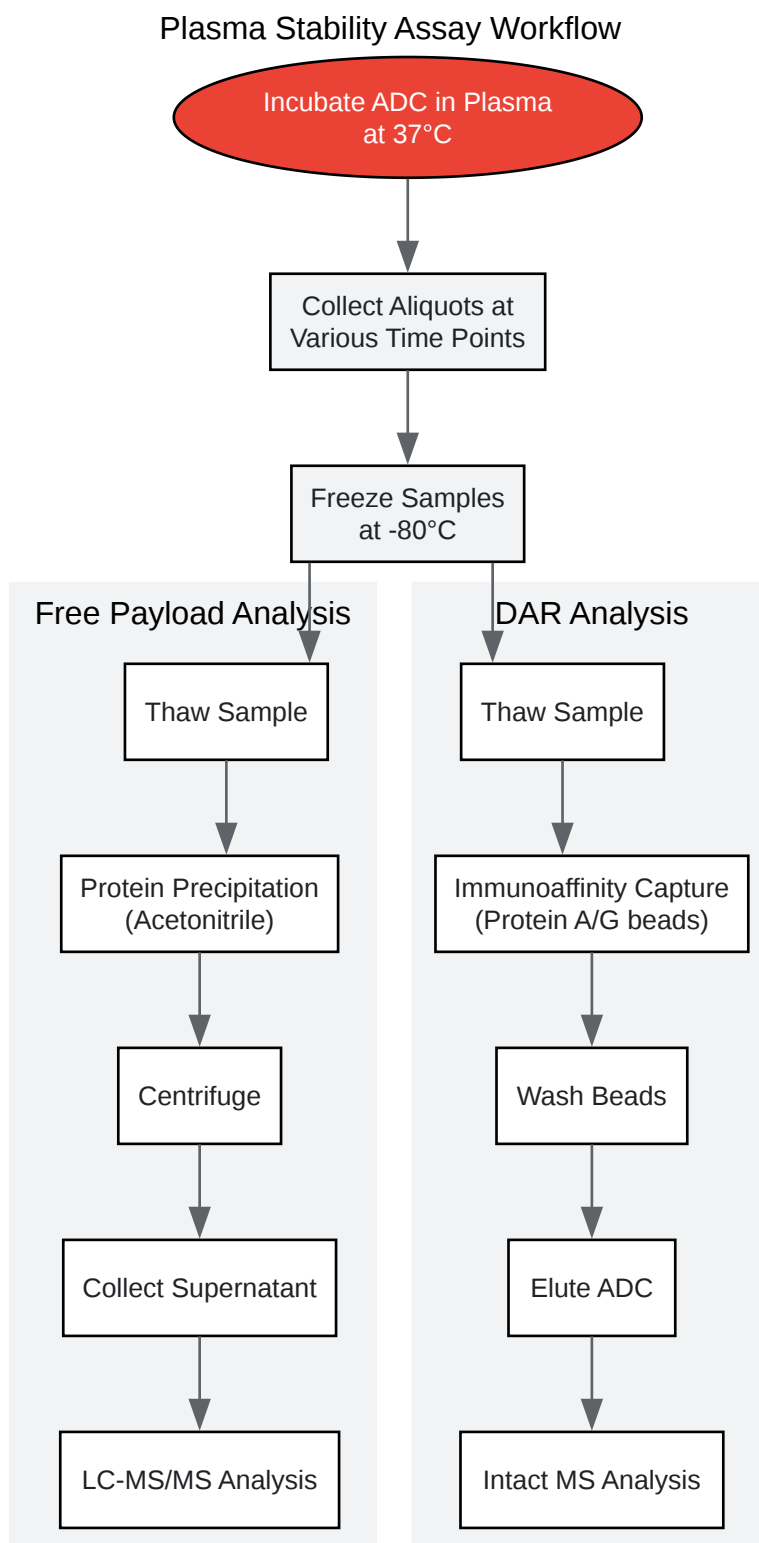 Plasma Stability Assay Workflow
Incubate ADC in Plasma
at 37°C
Collect Aliquots at
Various Time Points
Freeze Samples
at -80°C
Free Payload Analysis
Thaw Sample
Protein Precipitation
(Acetonitrile)
Centrifuge
Collect Supernatant
LC-MS/MS Analysis
DAR Analysis
Thaw Sample
Immunoaffinity Capture
(Protein A/G beads)
Wash Beads
Elute ADC
Intact MS Analysis